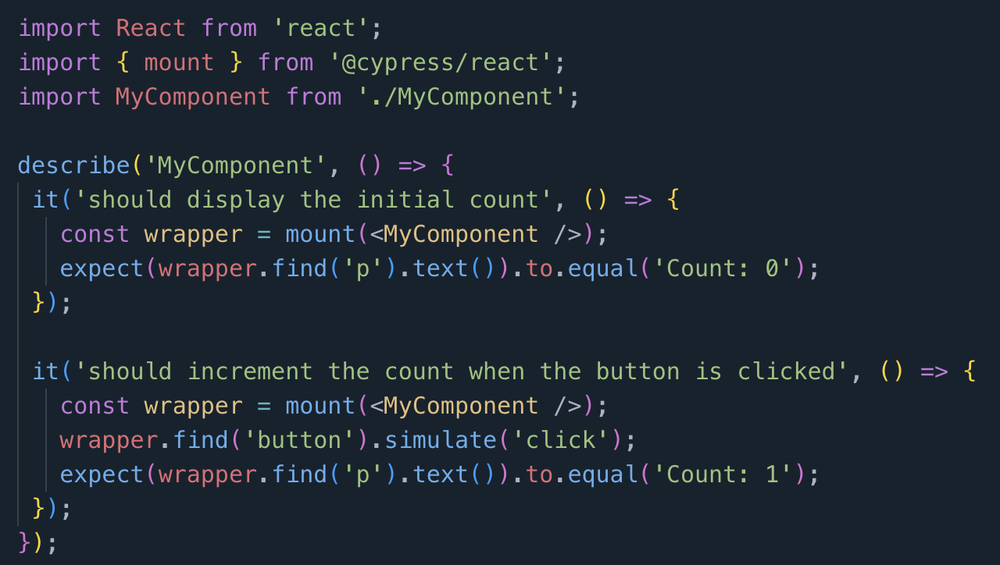 import React from 'react';
import { mount } from '@cypress/react';
import MyComponent from './MyComponent';

describe('MyComponent', () => {
 it('should display the initial count', () => {
   const wrapper = mount(<MyComponent />);
   expect(wrapper.find('p').text()).to.equal('Count: 0');
 });

 it('should increment the count when the button is clicked', () => {
   const wrapper = mount(<MyComponent />);
   wrapper.find('button').simulate('click');
   expect(wrapper.find('p').text()).to.equal('Count: 1');
 });
});